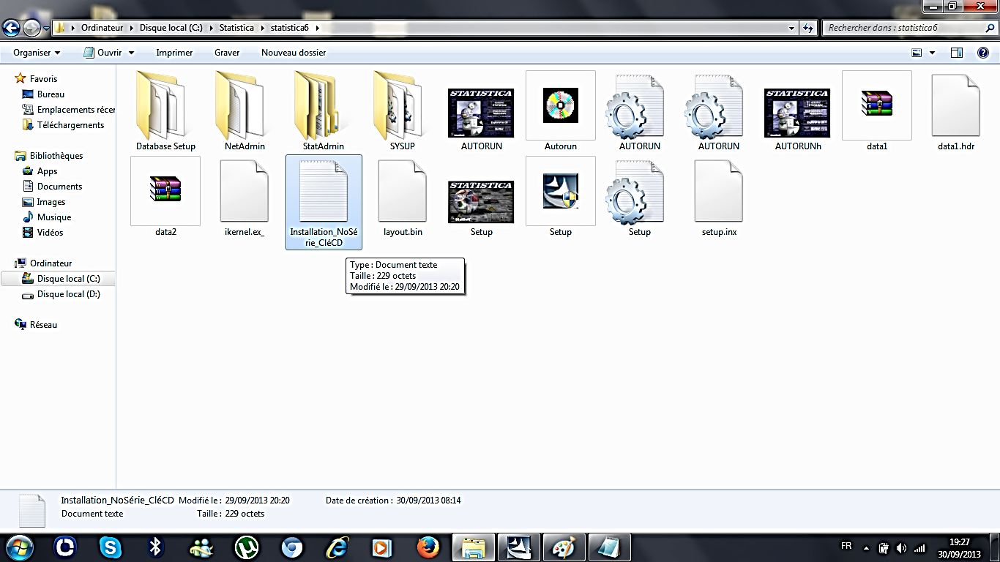 Ordinateur Disque local (C:) Statistica statistica6 Rechercher dans : statistica6
Organiser Ouvrir Imprimer Graver Nouveau dossier
Favoris
Bureau
Emplacements récer
Téléchargements
Bibliothèques
Apps
Documents
Images
Musique
Vidéos
Ordinateur
Disque local (C:)
Disque local (D:)
Réseau
STATISTICA STATISTICA
Database Setup NetAdmin StatAdmin SYSUP AUTORUN Autorun AUTORUN AUTORUN AUTORUNh data1 data1.hdr
STATISTICA
StatSoft
data2 ikernel.ex_ Installation_NoSé layout.bin Setup Setup Setup setup.inx
rie_CléCD
Type : Document texte
Taille : 229 octets
Modifié le : 29/09/2013 20:20
Installation_NoSérie_CléCD Modifié le : 29/09/2013 20:20 Date de création : 30/09/2013 08:14
Document texte Taille : 229 octets
FR 19:27
30/09/2013